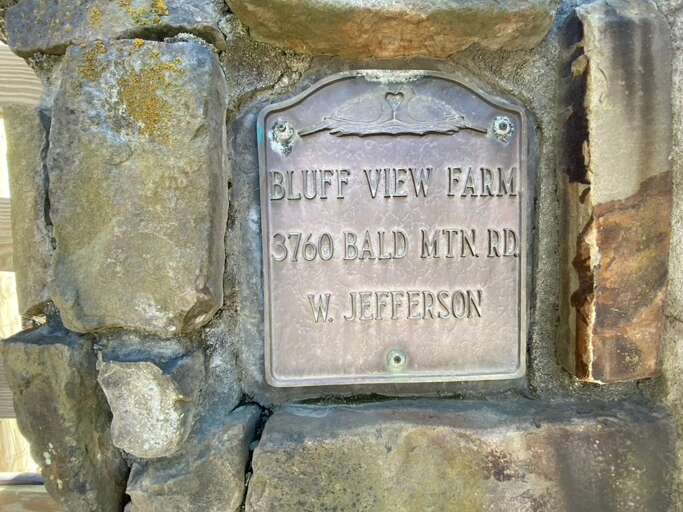 BLUFF VIEW FARM
3760 BALD MTN. RD.
W. JEFFERSON